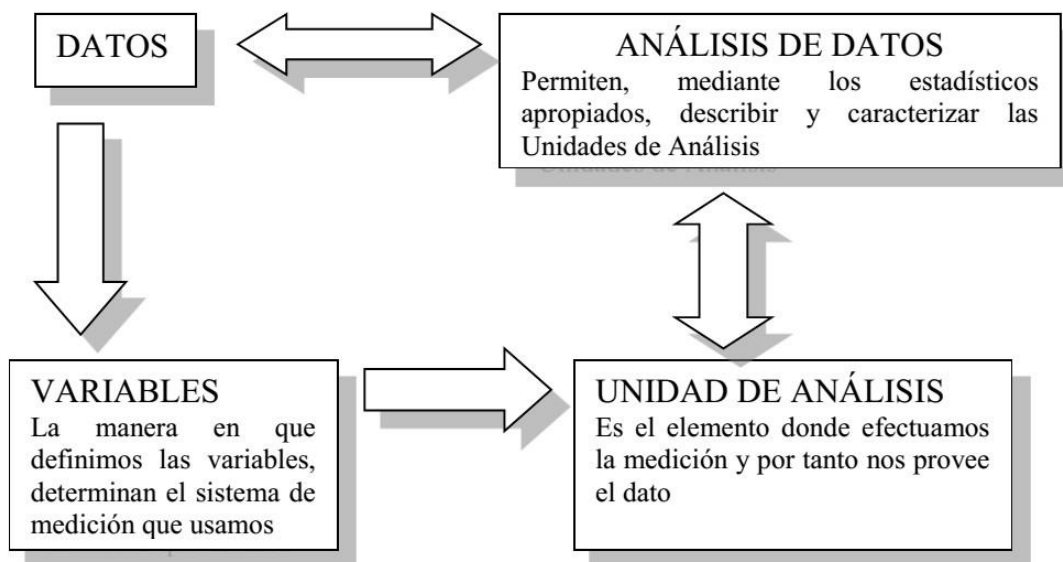 DATOS
ANÁLISIS DE DATOS
Permiten, mediante los estadísticos
apropiados, describir y caracterizar las
Unidades de Análisis
VARIABLES
La manera en que
definimos las variables,
determinan el sistema de
medición que usamos
UNIDAD DE ANÁLISIS
Es el elemento donde efectuamos
la medición y por tanto nos provee
el dato